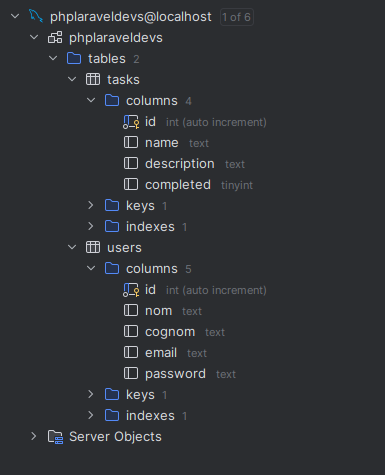 phplaraveldevs@localhost 1 of 6
phplaraveldevs
tables 2
tasks
columns 4
id int (auto increment)
name text
description text
completed tinyint
keys 1
indexes 1
users
columns 5
id int (auto increment)
nom text
cognom text
email text
password text
keys 1
indexes 1
Server Objects